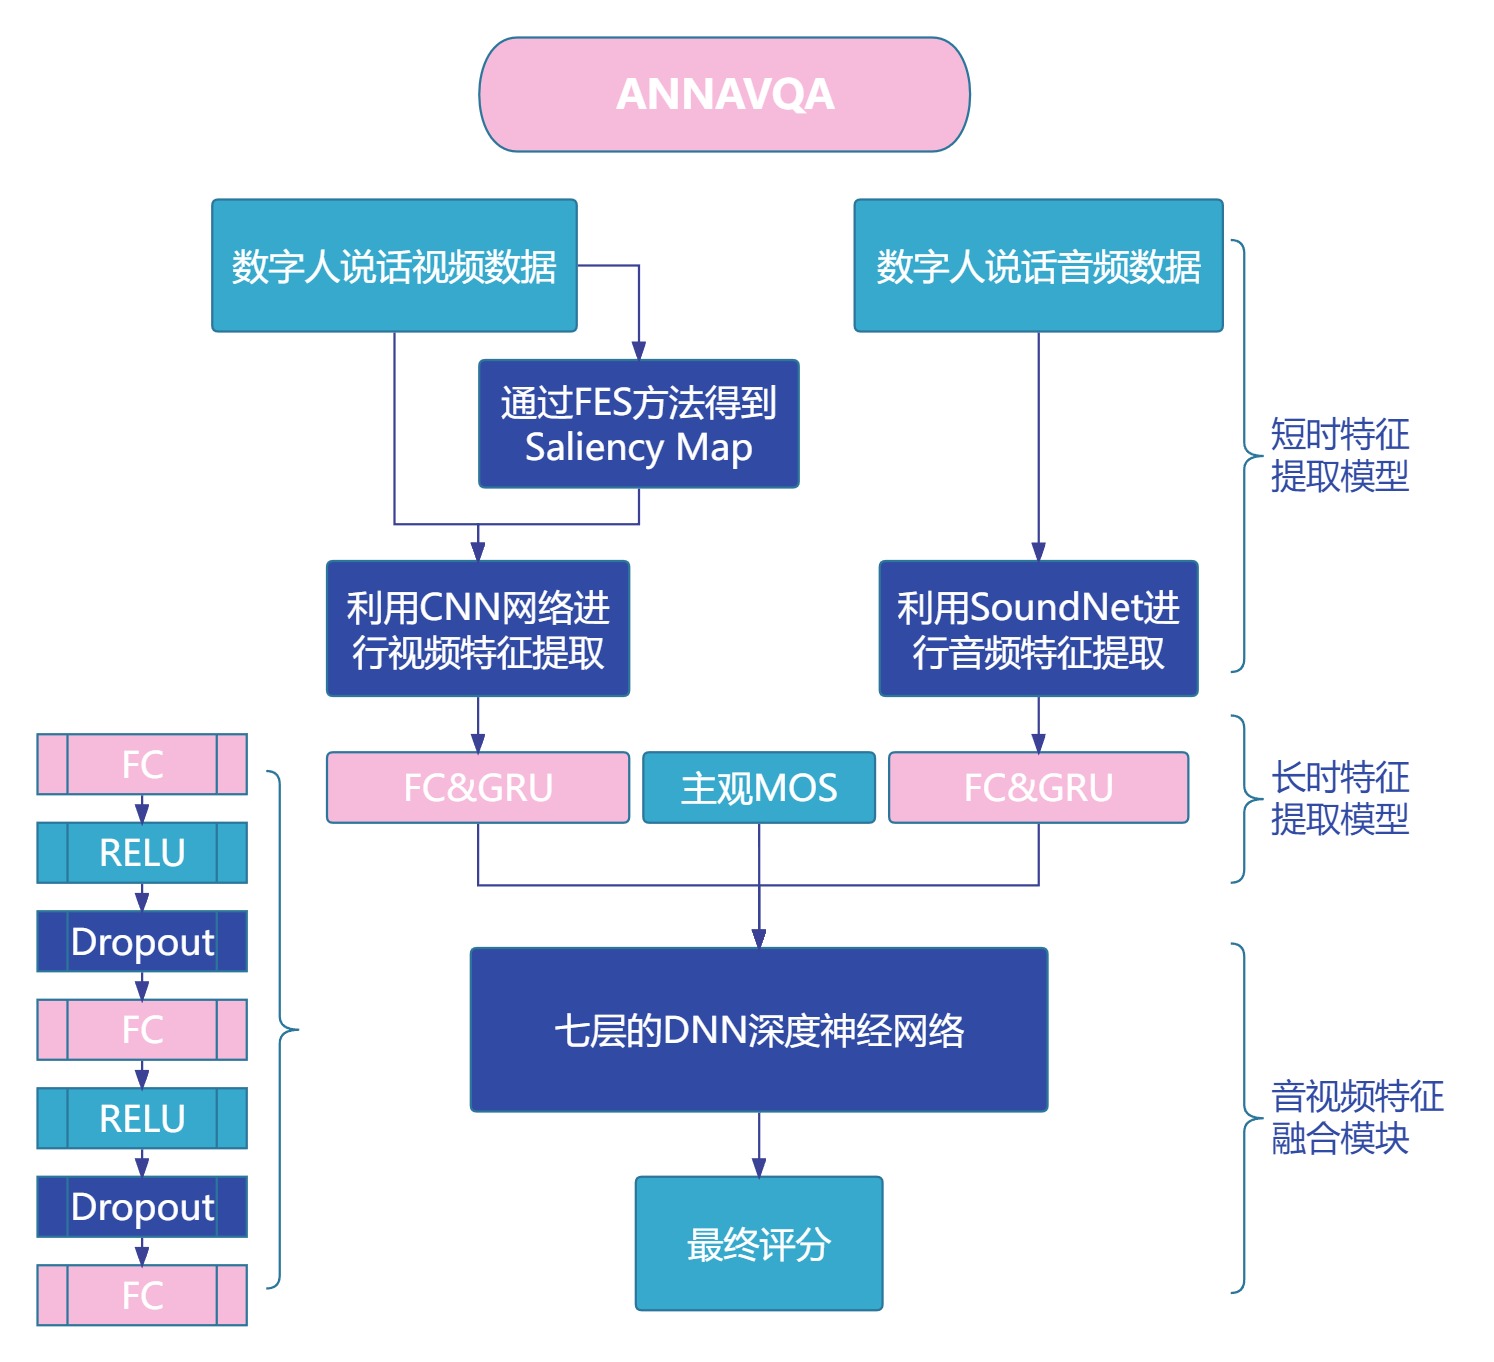 ANNAVQA
数字人说话视频数据
数字人说话音频数据
通过FES方法得到
Saliency Map
短时特征
提取模型
利用CNN网络进
行视频特征提取
利用SoundNet进
行音频特征提取
FC&GRU
主观MOS
FC&GRU
长时特征
提取模型
FC
RELU
Dropout
FC
RELU
Dropout
FC
七层的DNN深度神经网络
音视频特征
融合模块
最终评分